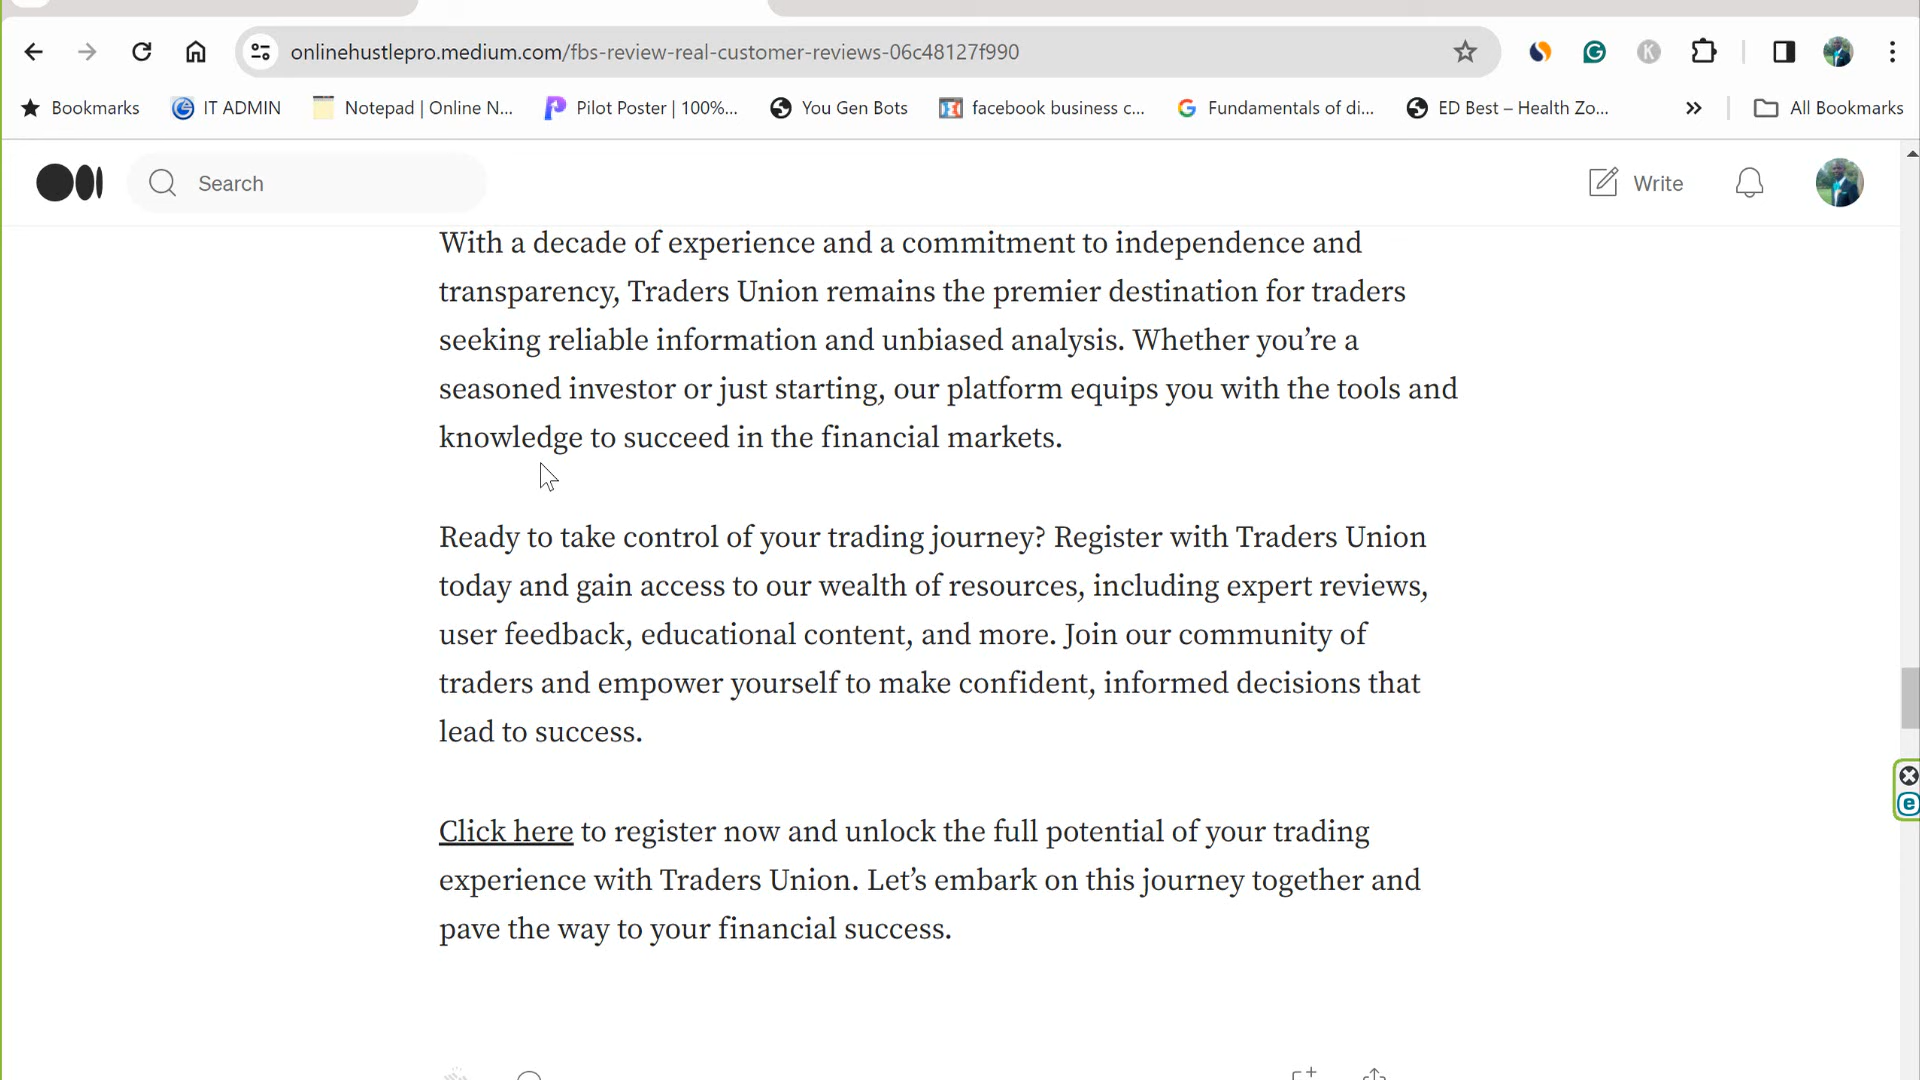 onlinehustlepro.medium.com/fbs-review-real-customer-reviews-06c48127f990
Bookmarks IT ADMIN Notepad | Online N... Pilot Poster | 100%... You Gen Bots facebook business c... Fundamentals of di... ED Best – Health Zo... » All Bookmarks
Search Write
With a decade of experience and a commitment to independence and
transparency, Traders Union remains the premier destination for traders
seeking reliable information and unbiased analysis. Whether you’re a
seasoned investor or just starting, our platform equips you with the tools and
knowledge to succeed in the financial markets.
Ready to take control of your trading journey? Register with Traders Union
today and gain access to our wealth of resources, including expert reviews,
user feedback, educational content, and more. Join our community of
traders and empower yourself to make confident, informed decisions that
lead to success.
Click here to register now and unlock the full potential of your trading
experience with Traders Union. Let’s embark on this journey together and
pave the way to your financial success.